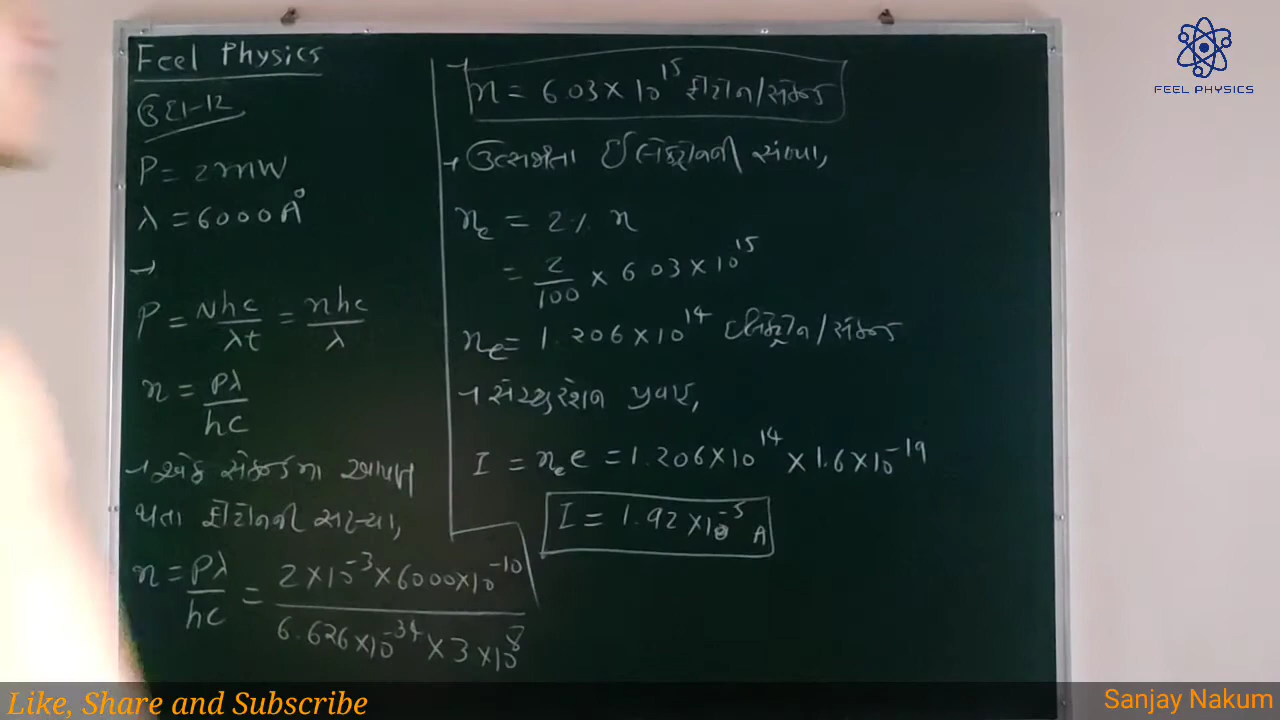 Feel Physics
ઉદા-12
P = 2mW
λ = 6000A°
→
P = Nhc/λt = nhc/λ
n = Pλ/hc
→ એક સેકન્ડમાં આપાત
થતા ફોટોનની સંખ્યા,
n = Pλ/hc = 2×10⁻³×6000×10⁻¹⁰/6.626×10⁻³⁴×3×10⁸
→ n = 6.03×10¹⁵ ફોટોન/સેકન્ડ
→ ઉત્સર્જાતા ઈલેક્ટ્રોનની સંખ્યા,
nₑ = 2% n
= 2/100 × 6.03×10¹⁵
nₑ = 1.206×10¹⁴ ઈલેક્ટ્રોન/સેકન્ડ
→ સેચ્યુરેશન પ્રવાહ,
I = nₑe = 1.206×10¹⁴ × 1.6×10⁻¹⁹
I = 1.92×10⁻⁵ A
FEEL PHYSICS
Like, Share and Subscribe
Sanjay Nakum